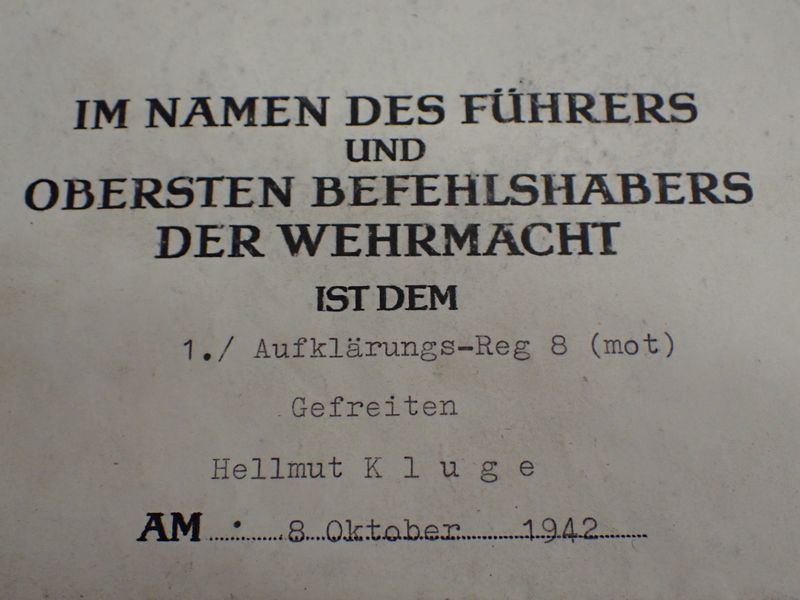 IM NAMEN DES FÜHRERS
UND
OBERSTEN BEFEHLSHABERS
DER WEHRMACHT
IST DEM
1./ Aufklärungs-Reg 8 (mot)
Gefreiten
Hellmut K l u g e
AM 8 Oktober 1942